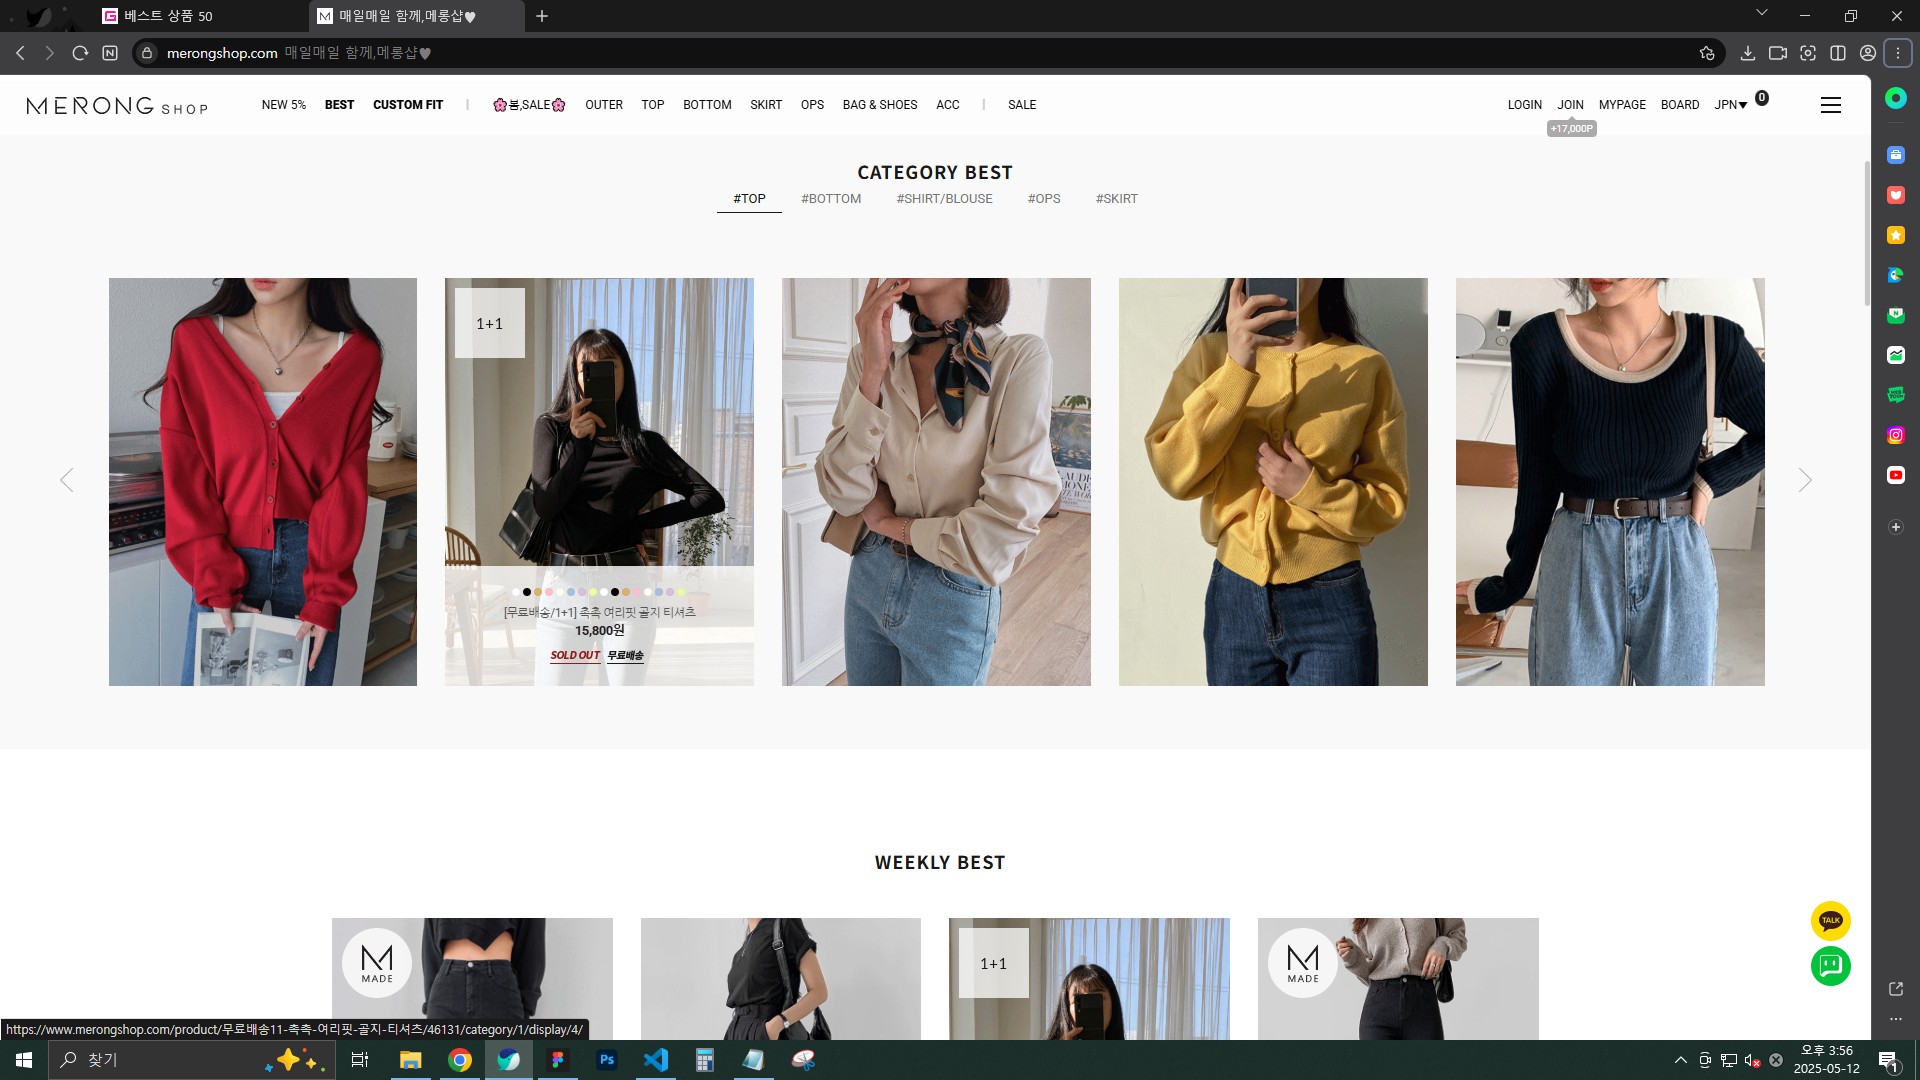 베스트 상품 50
매일매일 함께,메롱샵♥
merongshop.com 매일매일 함께,메롱샵♥
MERONG SHOP
NEW 5% BEST CUSTOM FIT | 🌸봄,SALE🌸 OUTER TOP BOTTOM SKIRT OPS BAG & SHOES ACC | SALE
LOGIN JOIN MYPAGE BOARD JPN▼ 0
+17,000P
CATEGORY BEST
#TOP #BOTTOM #SHIRT/BLOUSE #OPS #SKIRT
1+1
[무료배송/1+1] 촉촉 여리핏 골지 티셔츠
15,800원
SOLD OUT 무료배송
WEEKLY BEST
M
MADE
1+1
M
MADE
TALK
https://www.merongshop.com/product/무료배송11-촉촉-여리핏-골지-티셔츠/46131/category/1/display/4/
찾기
Ps
오후 3:56
2025-05-12
1